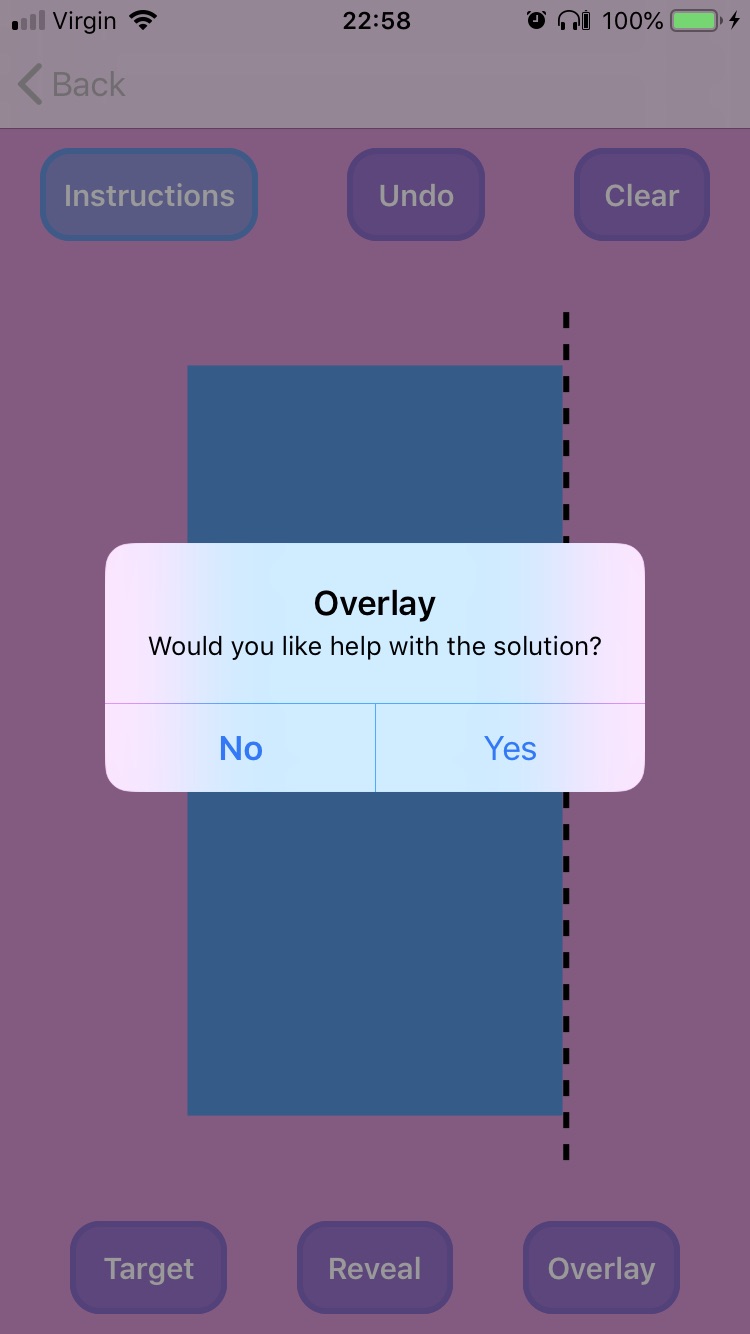 Virgin 22:58 100%
Back
Instructions Undo Clear
Overlay
Would you like help with the solution?
No Yes
Target Reveal Overlay